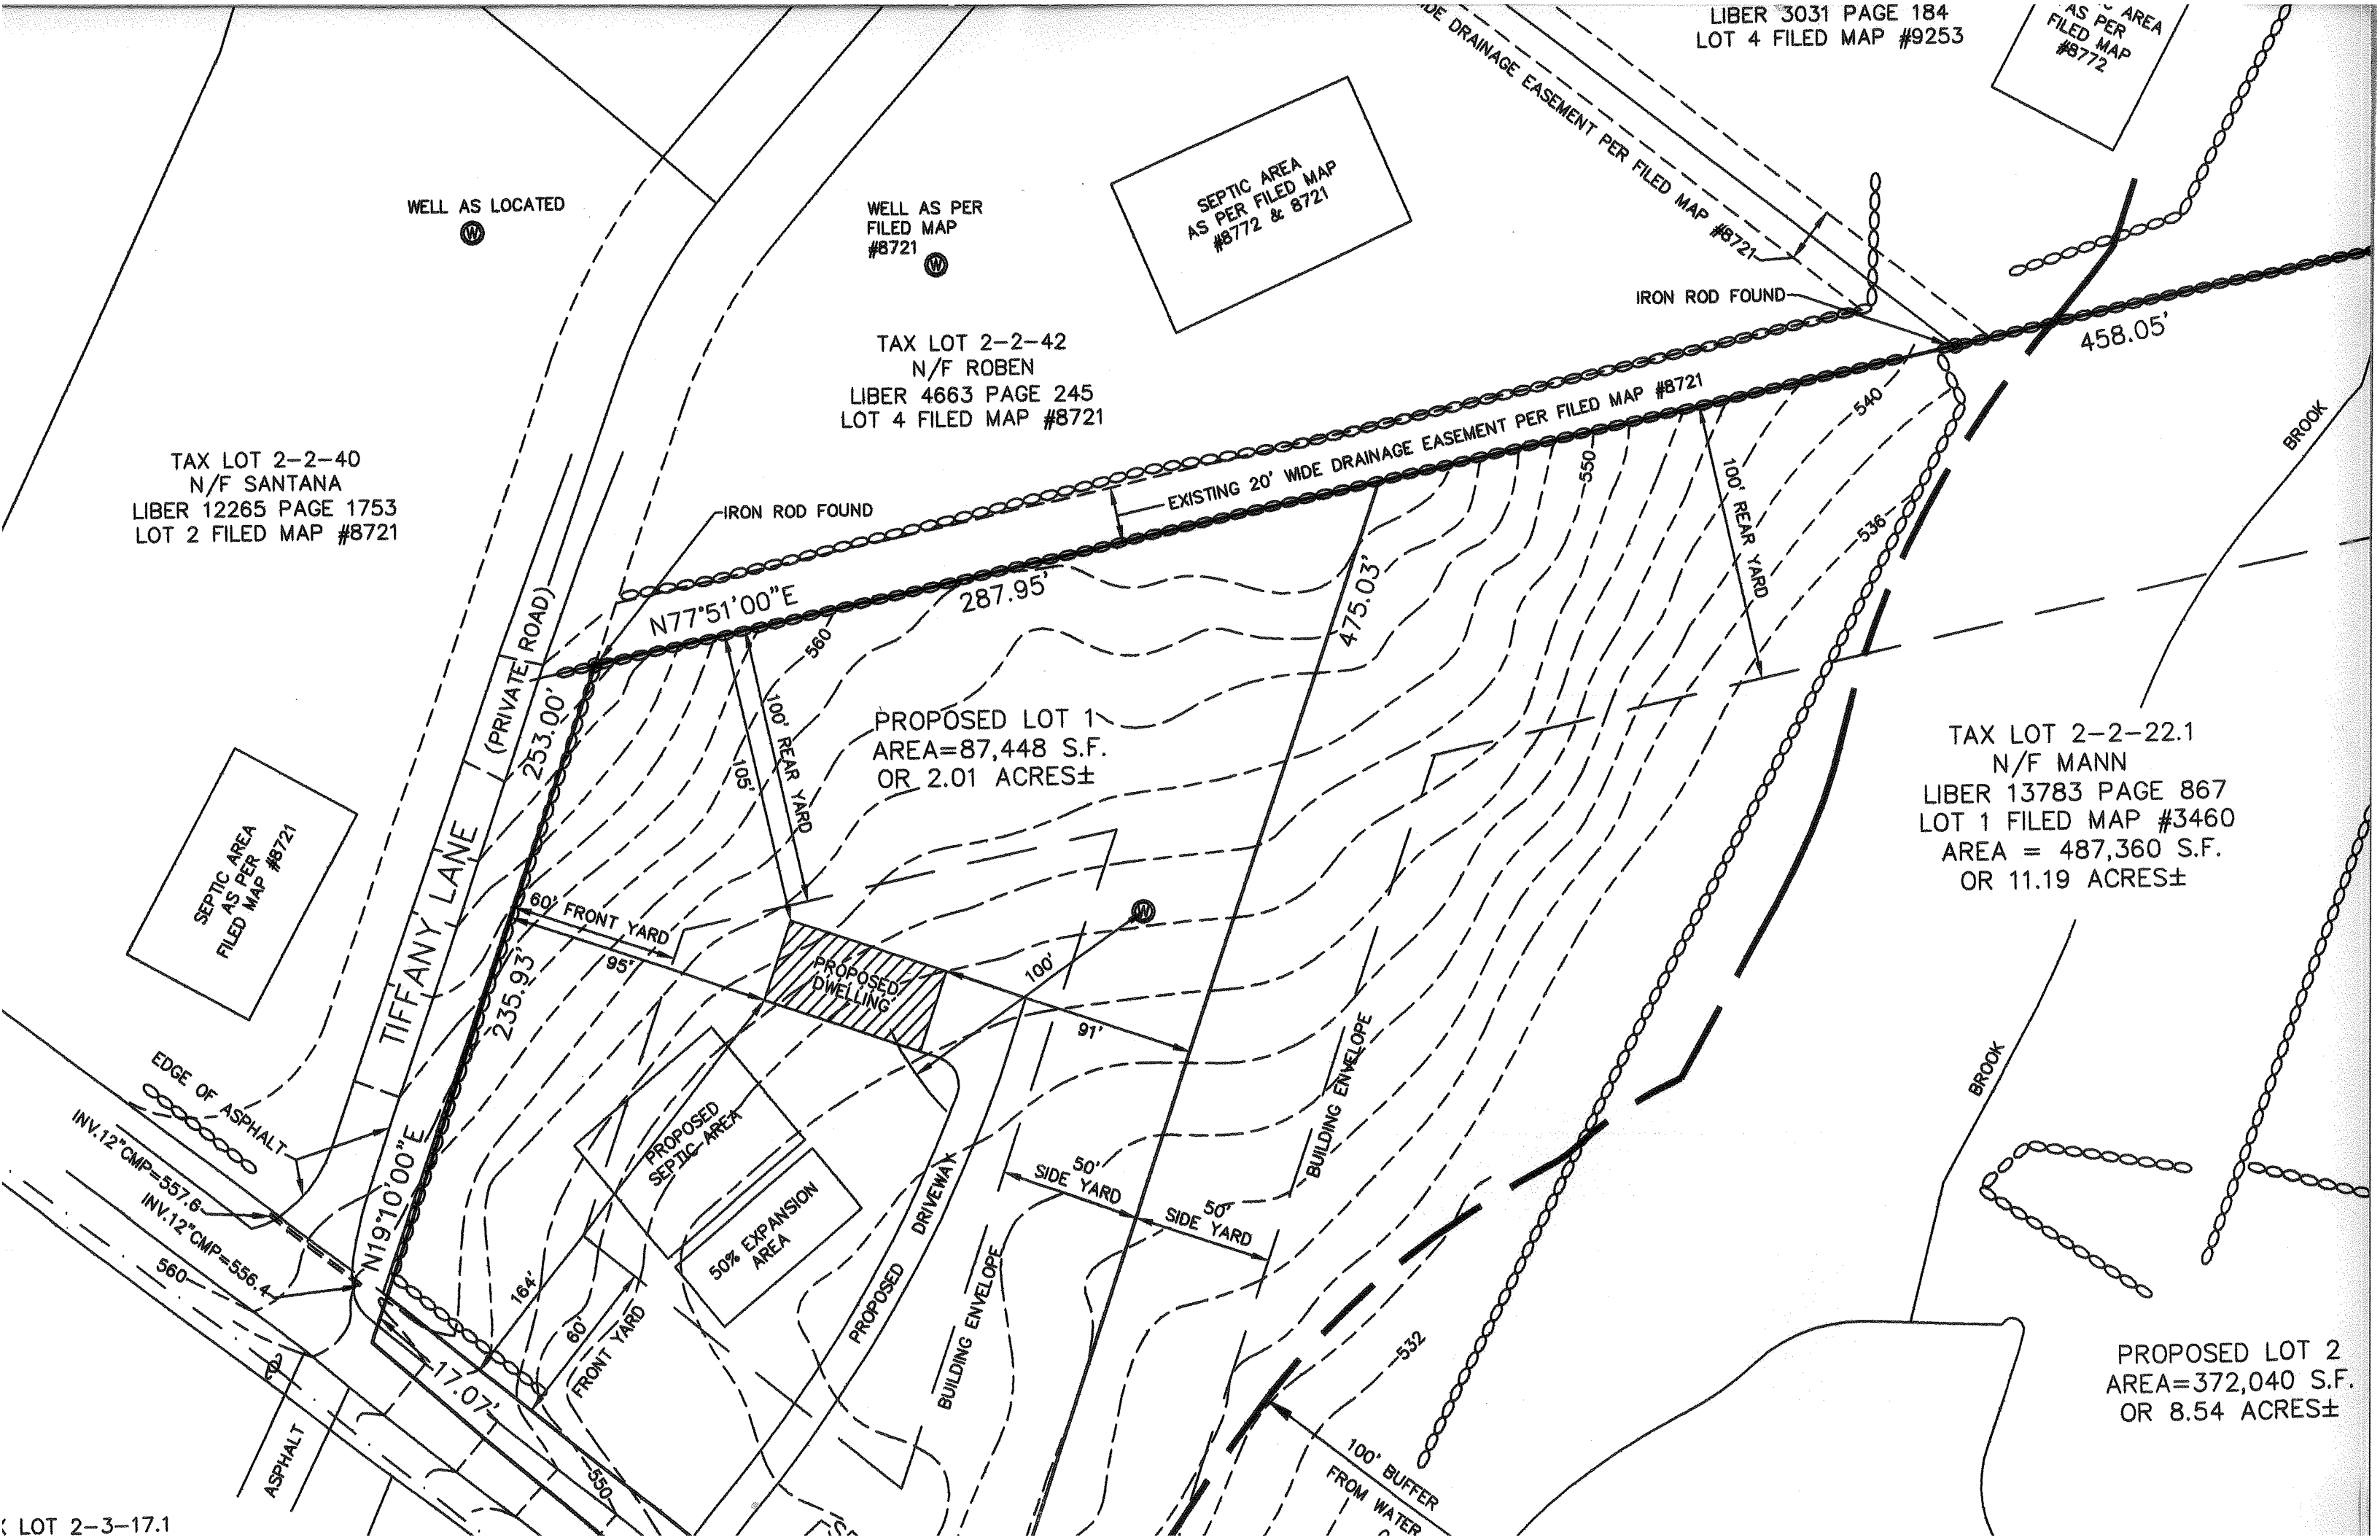 LIBER 3031 PAGE 184
LOT 4 FILED MAP #9253
AREA
AS PER
FILED MAP
#8772
DRAINAGE EASEMENT PER FILED MAP #8721
WELL AS LOCATED
W
WELL AS PER
FILED MAP
#8721
W
SEPTIC AREA
AS PER FILED MAP
#8772 & 8721
IRON ROD FOUND
458.05'
TAX LOT 2-2-42
N/F ROBEN
LIBER 4663 PAGE 245
LOT 4 FILED MAP #8721
EXISTING 20' WIDE DRAINAGE EASEMENT PER FILED MAP #8721
540
BROOK
TAX LOT 2-2-40
N/F SANTANA
LIBER 12265 PAGE 1753
LOT 2 FILED MAP #8721
IRON ROD FOUND
550
100' REAR YARD
536
N77°51'00"E
287.95'
475.03'
560
(PRIVATE ROAD)
253.00'
100' REAR YARD
105'
PROPOSED LOT 1
AREA=87,448 S.F.
OR 2.01 ACRES±
TAX LOT 2-2-22.1
N/F MANN
LIBER 13783 PAGE 867
LOT 1 FILED MAP #3460
AREA = 487,360 S.F.
OR 11.19 ACRES±
SEPTIC AREA
AS PER
FILED MAP #8721
TIFFANY LANE
60' FRONT YARD
95'
235.93'
PROPOSED
DWELLING
100'
W
91'
BUILDING ENVELOPE
BROOK
EDGE OF ASPHALT
INV.12"CMP=557.6
INV.12"CMP=556.4
560
N19°10'00"E
PROPOSED
SEPTIC AREA
50% EXPANSION
AREA
PROPOSED DRIVEWAY
50'
SIDE YARD
50'
SIDE YARD
BUILDING ENVELOPE
164'
60'
FRONT YARD
17.07'
532
PROPOSED LOT 2
AREA=372,040 S.F.
OR 8.54 ACRES±
ASPHALT
550
100' BUFFER
FROM WATER
LOT 2-3-17.1